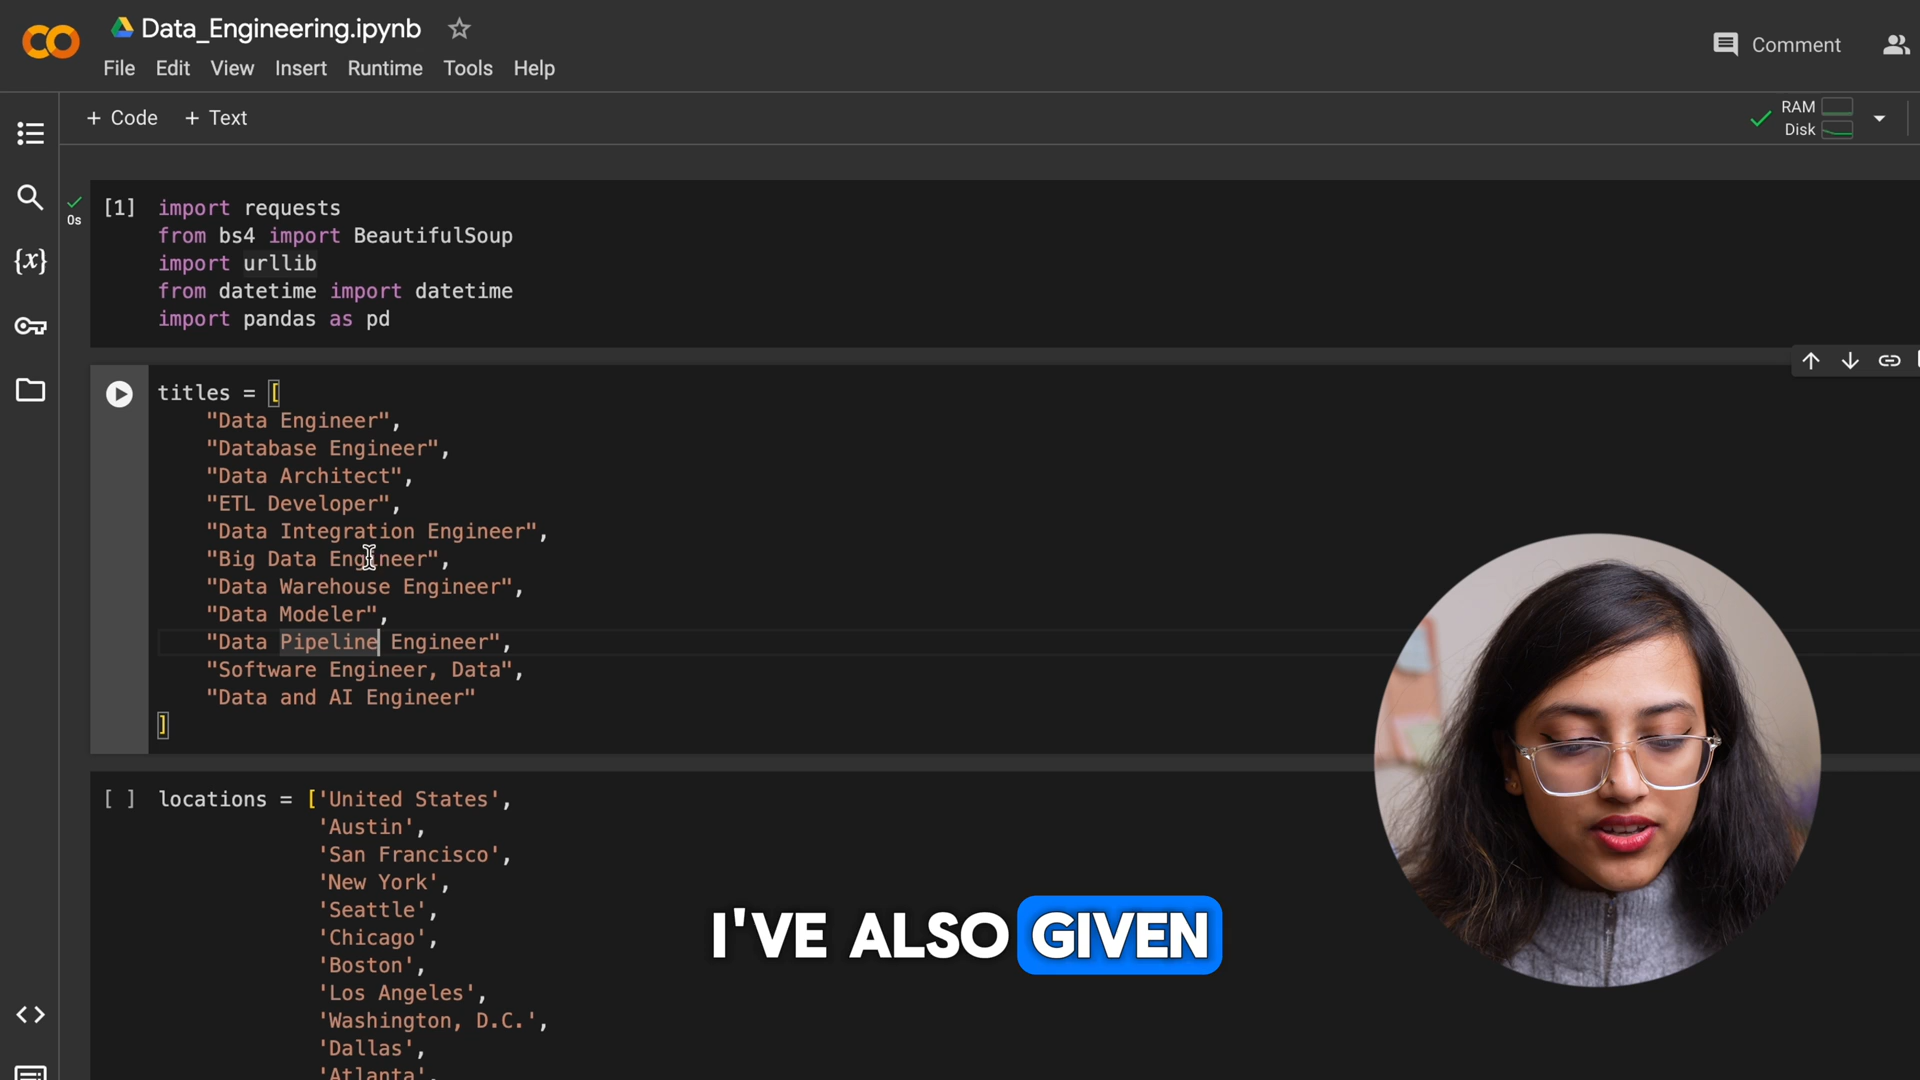 Data_Engineering.ipynb
Comment
File Edit View Insert Runtime Tools Help
+ Code + Text
RAM
Disk
[1] import requests
0s
from bs4 import BeautifulSoup
import urllib
from datetime import datetime
import pandas as pd
{x}
titles = [
"Data Engineer",
"Database Engineer",
"Data Architect",
"ETL Developer",
"Data Integration Engineer",
"Big Data Engineer",
"Data Warehouse Engineer",
"Data Modeler",
"Data Pipeline Engineer",
"Software Engineer, Data",
"Data and AI Engineer"
]
[ ] locations = ['United States',
'Austin',
'San Francisco',
'New York',
'Seattle',
'Chicago',
'Boston',
'Los Angeles',
'Washington, D.C.',
'Dallas',
'Atlanta',
I'VE ALSO GIVEN